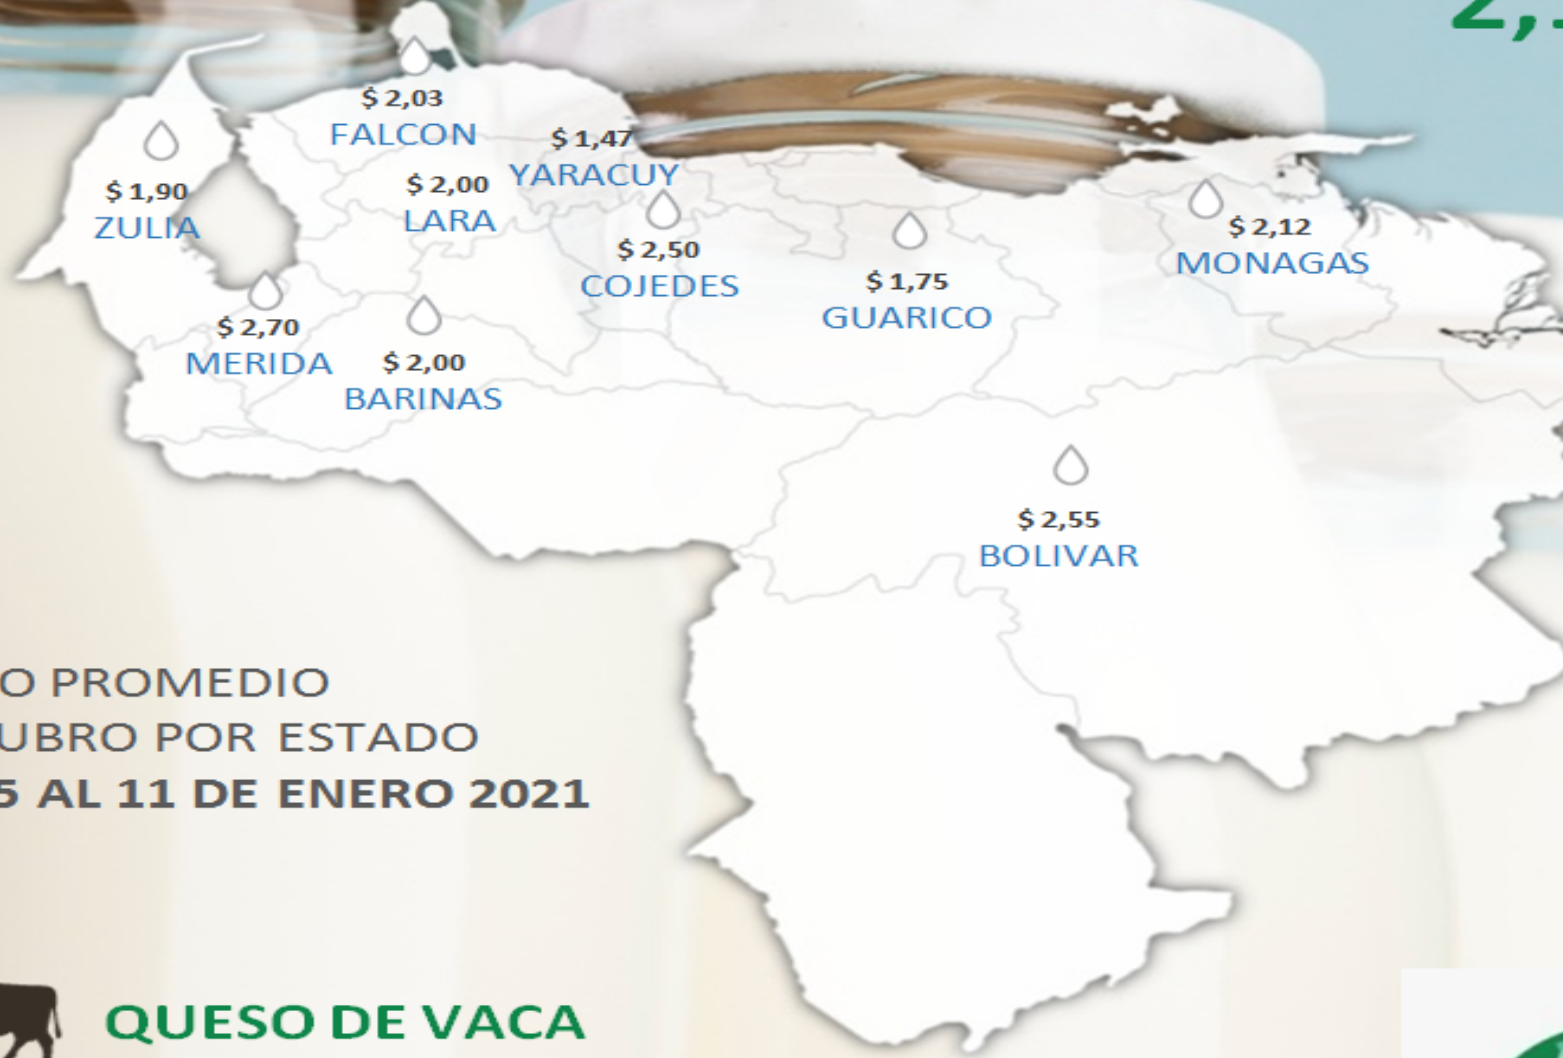 2,
$ 2,03
FALCON
$ 1,47
YARACUY
$ 1,90
ZULIA
$ 2,00
LARA
$ 2,50
COJEDES
$ 1,75
GUARICO
$ 2,12
MONAGAS
$ 2,70
MERIDA
$ 2,00
BARINAS
$ 2,55
BOLIVAR
O PROMEDIO
UBRO POR ESTADO
5 AL 11 DE ENERO 2021
QUESO DE VACA